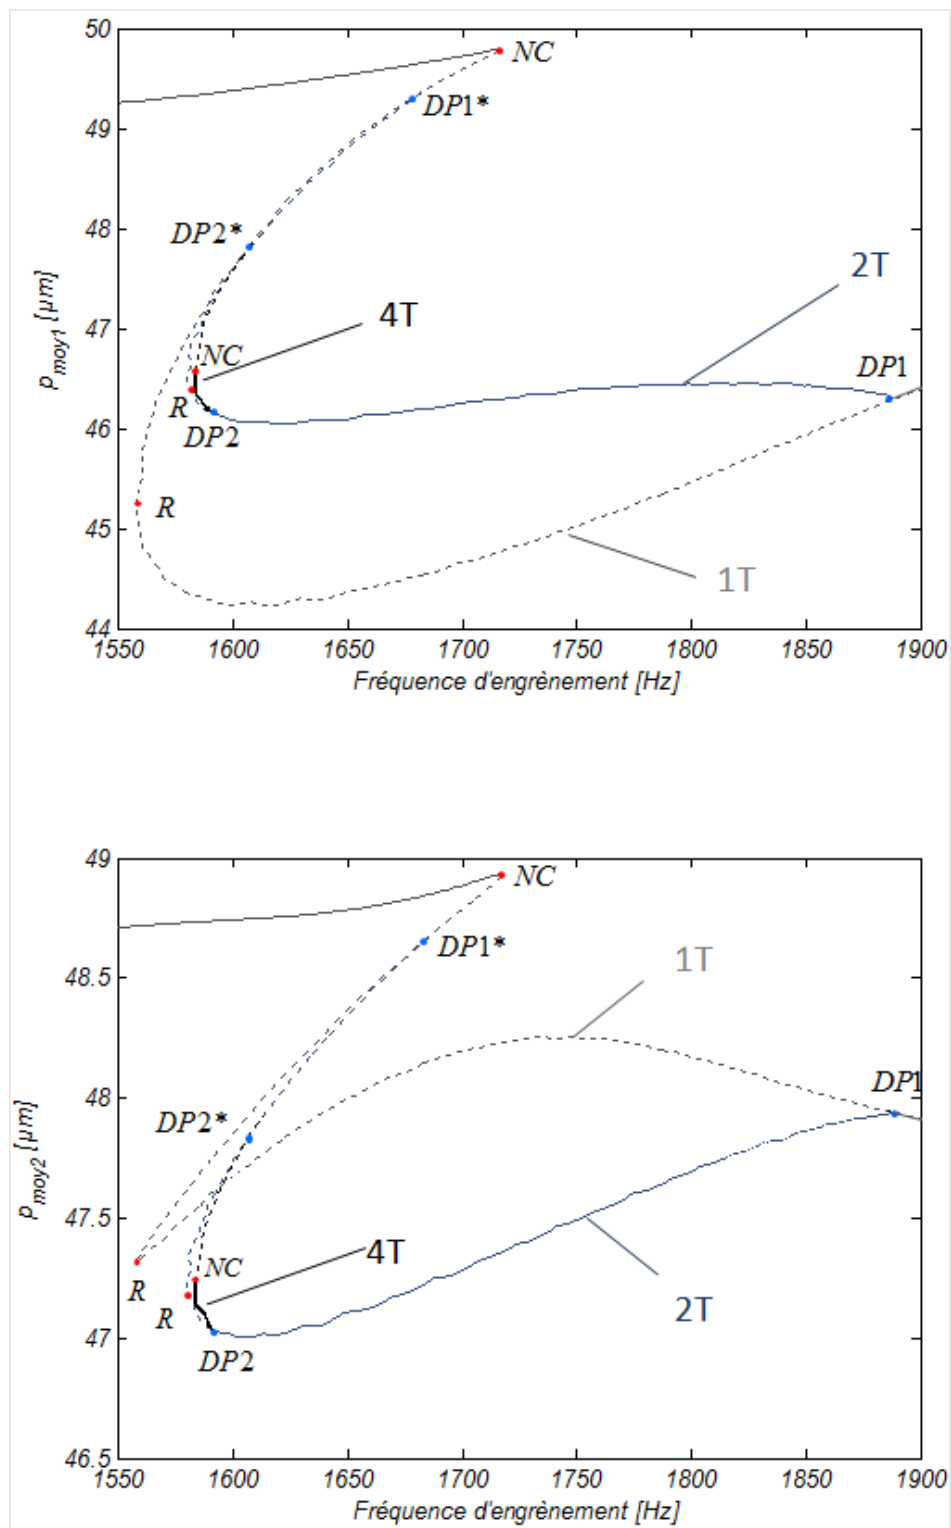 50
49
48
47
46
45
44
p moy1 [µm]
NC
DP1*
DP2*
2T
4T
NC
DP1
R
DP2
R
1T
1550 1600 1650 1700 1750 1800 1850 1900
Fréquence d'engrènement [Hz]
49
48.5
48
47.5
47
46.5
p moy2 [µm]
NC
DP1*
1T
DP1
DP2*
4T
NC
R
R
2T
DP2
1550 1600 1650 1700 1750 1800 1850 1900
Fréquence d'engrènement [Hz]